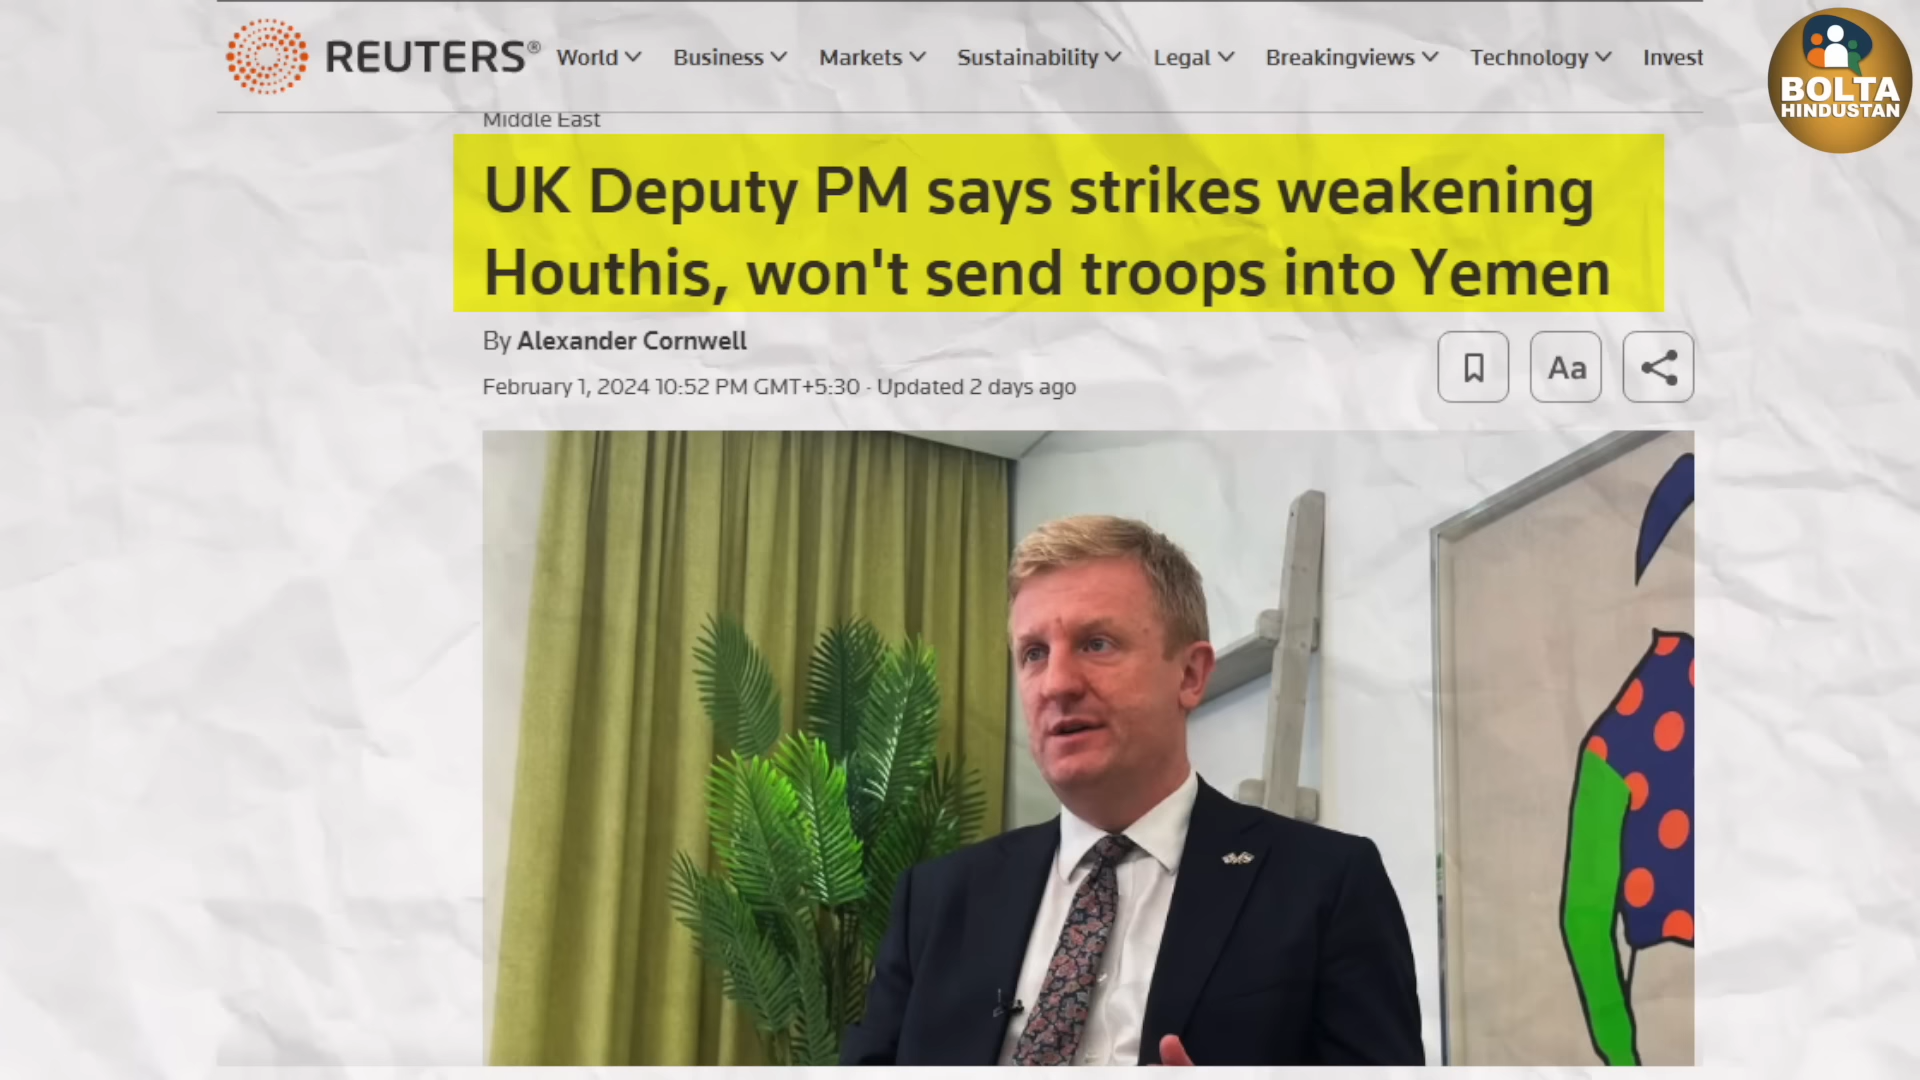 REUTERS® World Business Markets Sustainability Legal Breakingviews Technology Invest
BOLTA
HINDUSTAN
Middle East
UK Deputy PM says strikes weakening
Houthis, won't send troops into Yemen
By Alexander Cornwell
February 1, 2024 10:52 PM GMT+5:30 · Updated 2 days ago
Aa